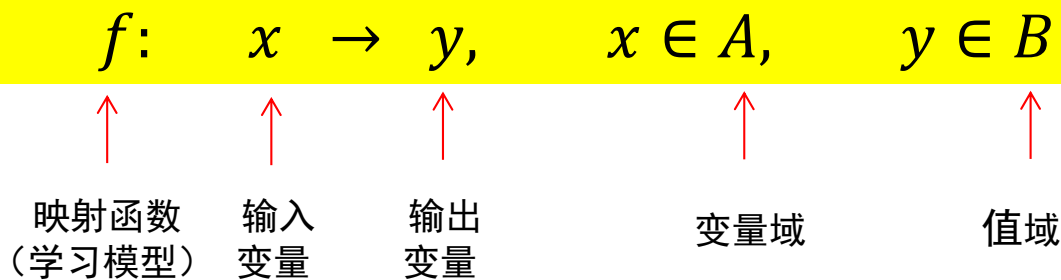 f: x → y, x ∈ A, y ∈ B
映射函数 输入 输出 变量域 值域
（学习模型） 变量 变量